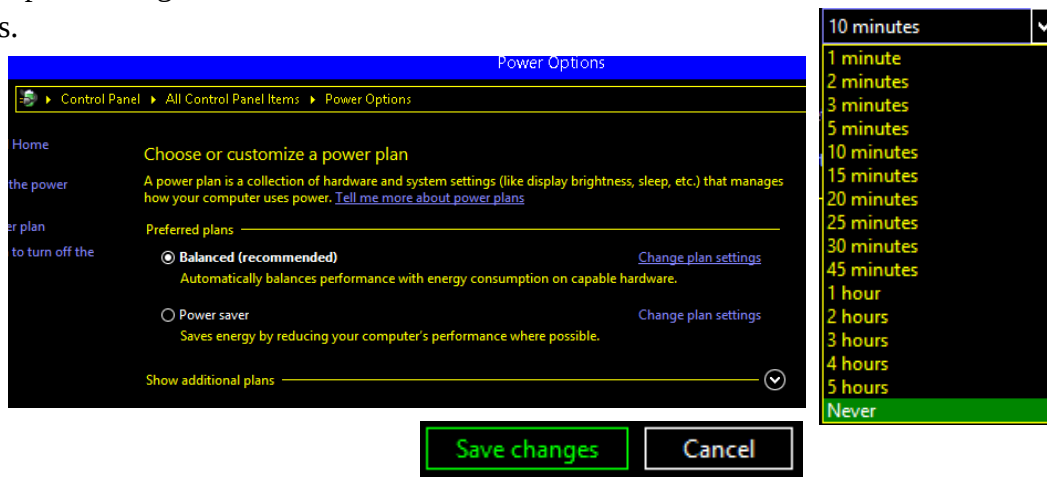 s.
Power Options
Control Panel ▸ All Control Panel Items ▸ Power Options
Home
the power
plan
to turn off the
Choose or customize a power plan
A power plan is a collection of hardware and system settings (like display brightness, sleep, etc.) that manages
how your computer uses power. Tell me more about power plans
Preferred plans
Balanced (recommended) Change plan settings
Automatically balances performance with energy consumption on capable hardware.
Power saver Change plan settings
Saves energy by reducing your computer's performance where possible.
Show additional plans
10 minutes
1 minute
2 minutes
3 minutes
5 minutes
10 minutes
15 minutes
20 minutes
25 minutes
30 minutes
45 minutes
1 hour
2 hours
3 hours
4 hours
5 hours
Never
Save changes Cancel